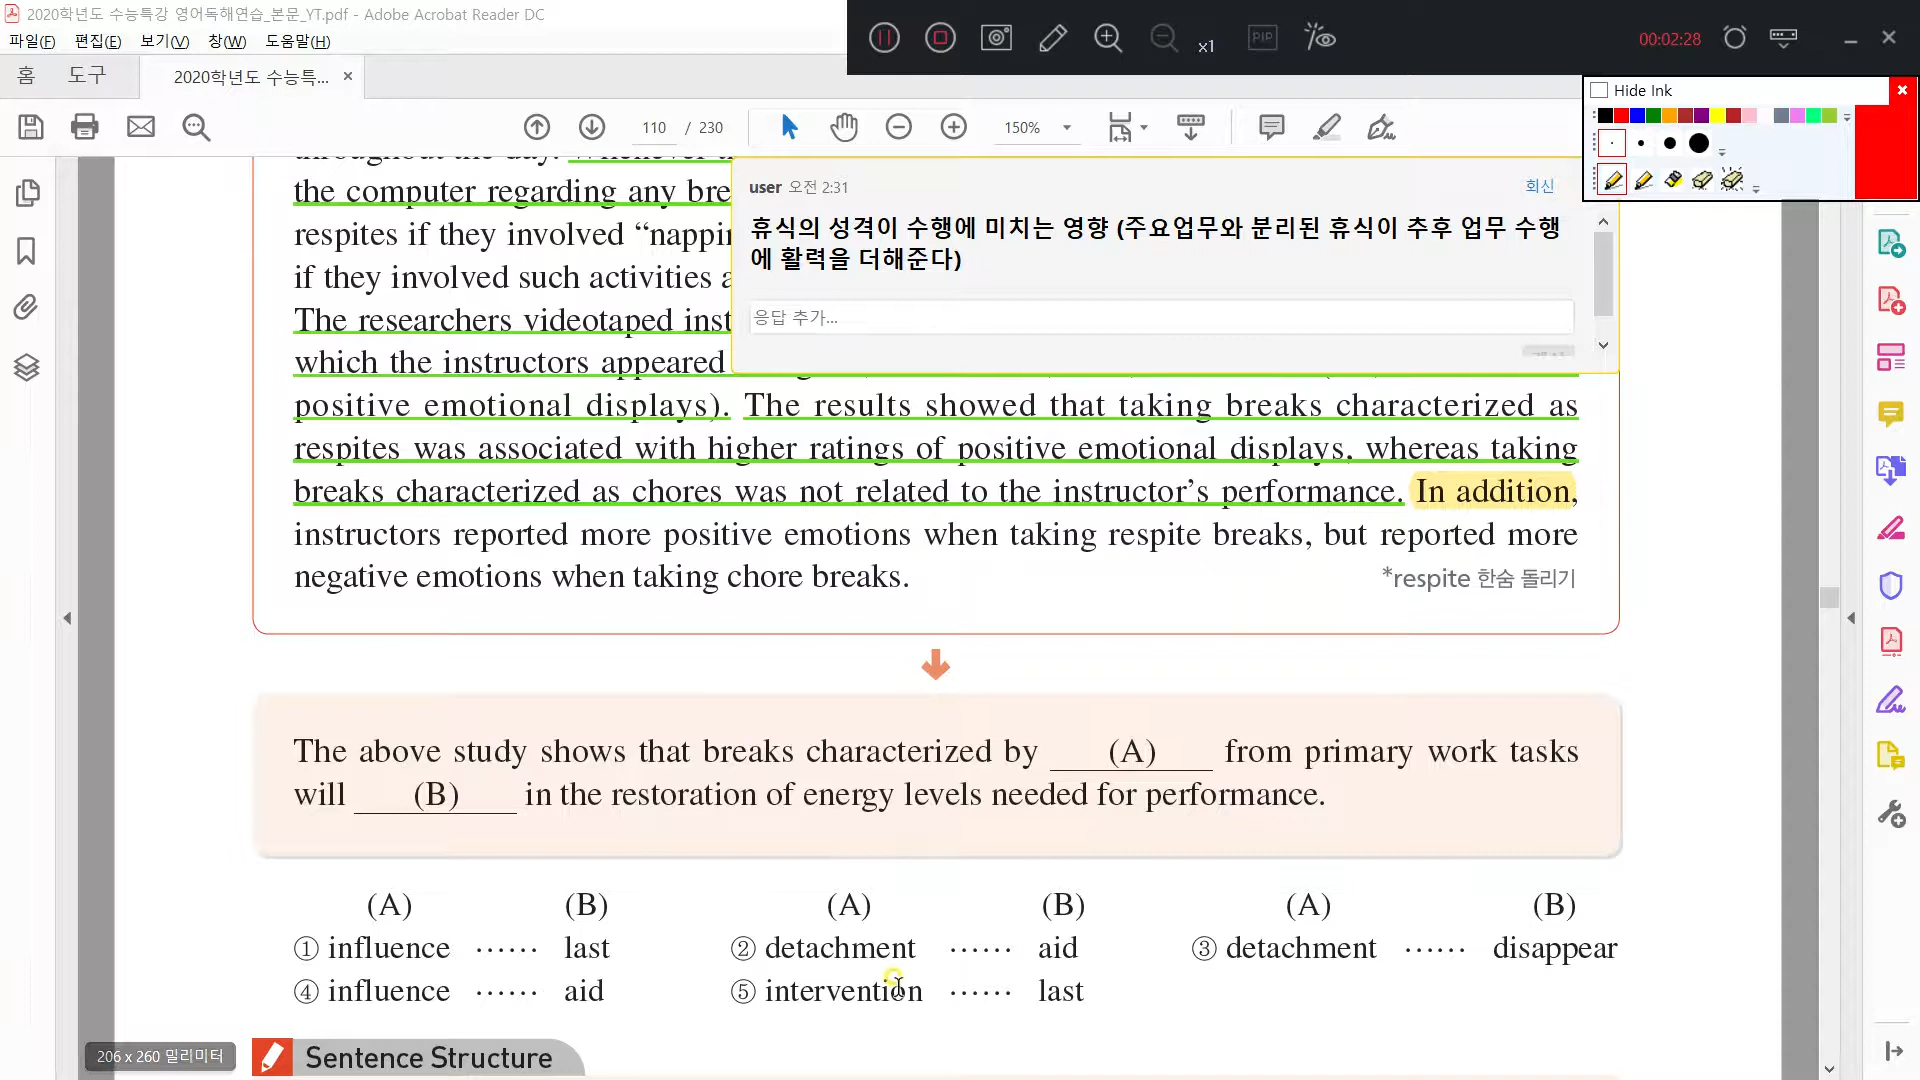 2020학년도 수능특강 영어독해연습_본문_YT.pdf - Adobe Acrobat Reader DC
파일(F) 편집(E) 보기(V) 창(W) 도움말(H)
x1
PIP
00:02:28
홈 도구 2020학년도 수능특... ×
Hide Ink
110 / 230
150%
throughout the day. Whenever
the computer regarding any bre
user 오전 2:31
회신
휴식의 성격이 수행에 미치는 영향 (주요업무와 분리된 휴식이 추후 업무 수행
에 활력을 더해준다)
respites if they involved “nappin
if they involved such activities a
응답 추가...
The researchers videotaped inst
which the instructors appeared
positive emotional displays). The results showed that taking breaks characterized as
respites was associated with higher ratings of positive emotional displays, whereas taking
breaks characterized as chores was not related to the instructor’s performance. In addition,
instructors reported more positive emotions when taking respite breaks, but reported more
negative emotions when taking chore breaks.
*respite 한숨 돌리기
The above study shows that breaks characterized by (A) from primary work tasks
will (B) in the restoration of energy levels needed for performance.
(A) (B) (A) (B) (A) (B)
① influence ······ last ② detachment ······ aid ③ detachment ······ disappear
④ influence ······ aid ⑤ intervention ······ last
206 x 260 밀리미터
Sentence Structure